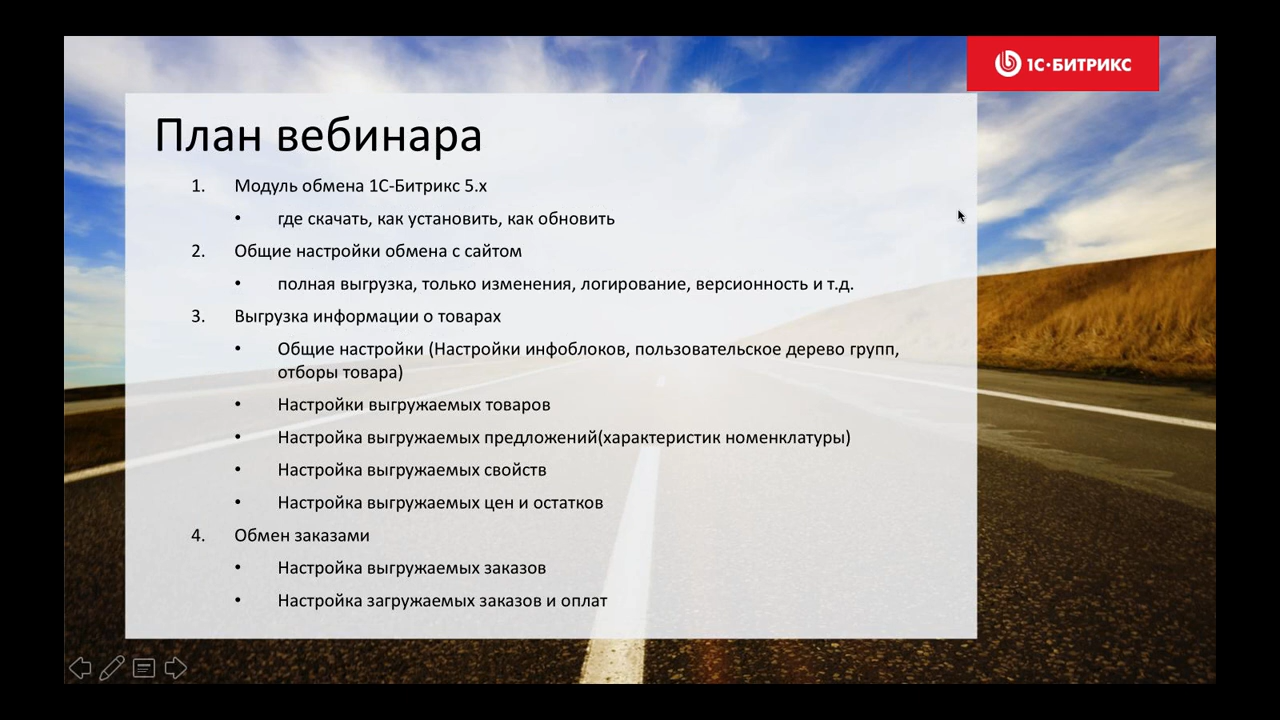 1С·БИТРИКС
План вебинара
1. Модуль обмена 1С-Битрикс 5.x
• где скачать, как установить, как обновить
2. Общие настройки обмена с сайтом
• полная выгрузка, только изменения, логирование, версионность и т.д.
3. Выгрузка информации о товарах
• Общие настройки (Настройки инфоблоков, пользовательское дерево групп,
отборы товара)
• Настройки выгружаемых товаров
• Настройка выгружаемых предложений(характеристик номенклатуры)
• Настройка выгружаемых свойств
• Настройка выгружаемых цен и остатков
4. Обмен заказами
• Настройка выгружаемых заказов
• Настройка загружаемых заказов и оплат